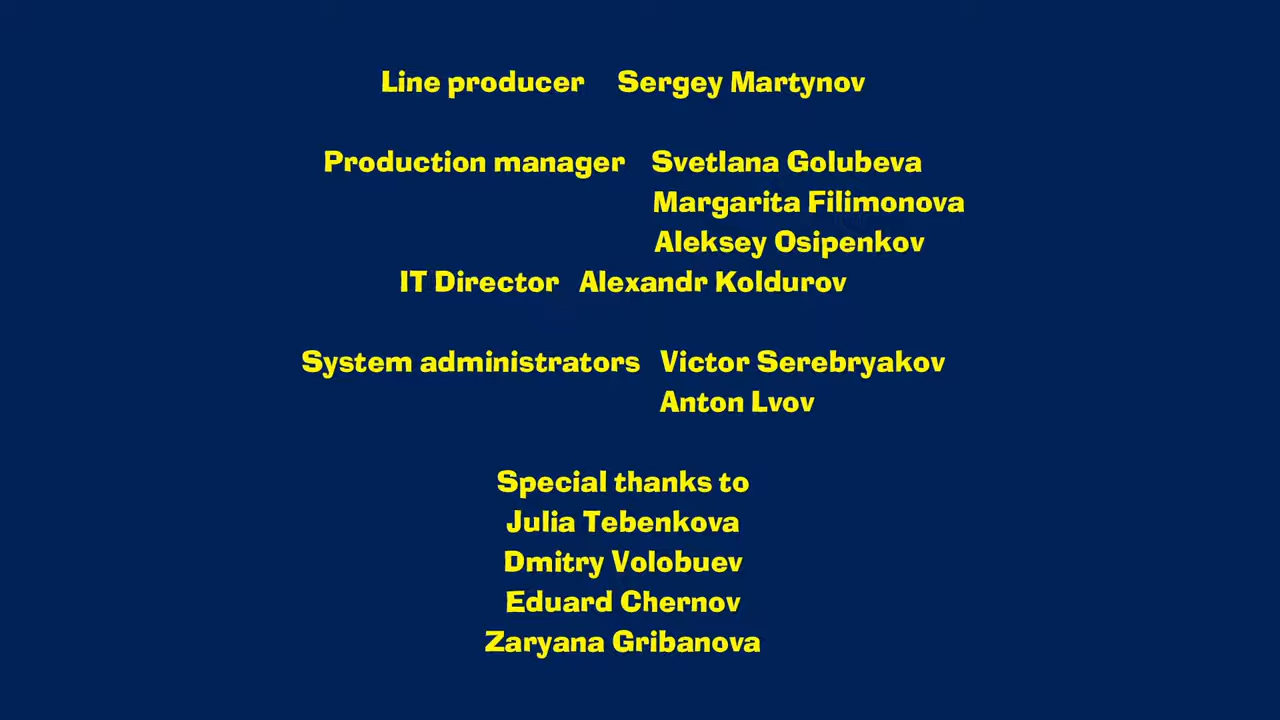 Line producer Sergey Martynov
Production manager Svetlana Golubeva
Margarita Filimonova
Aleksey Osipenkov
IT Director Alexandr Koldurov
System administrators Victor Serebryakov
Anton Lvov
Special thanks to
Julia Tebenkova
Dmitry Volobuev
Eduard Chernov
Zaryana Gribanova